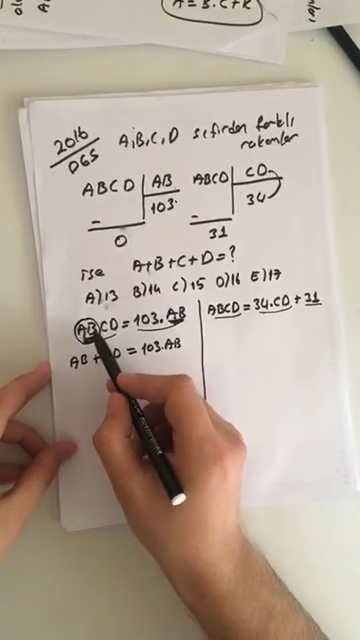 A = B.C+K
2016
DGS
A,B,C,D sıfırdan farklı
rakamlar
ABCD AB
103
-
0
ABCD CD
34
-
31
ise A+B+C+D=?
A)13 B)14 C)15 D)16 E)17
ABCD = 103.AB
AB + D = 103.AB
ABCD = 34.CD + 31